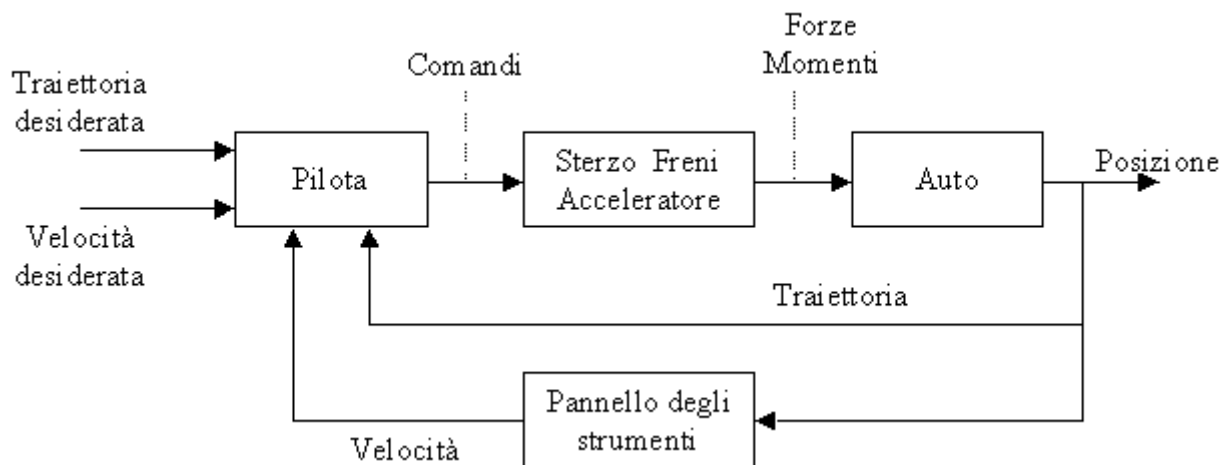 Forze
Momenti
Comandi
Traiettoria
desiderata
Pilota
Sterzo Freni
Acceleratore
Auto
Posizione
Velocità
desiderata
Traiettoria
Pannello degli
strumenti
Velocità